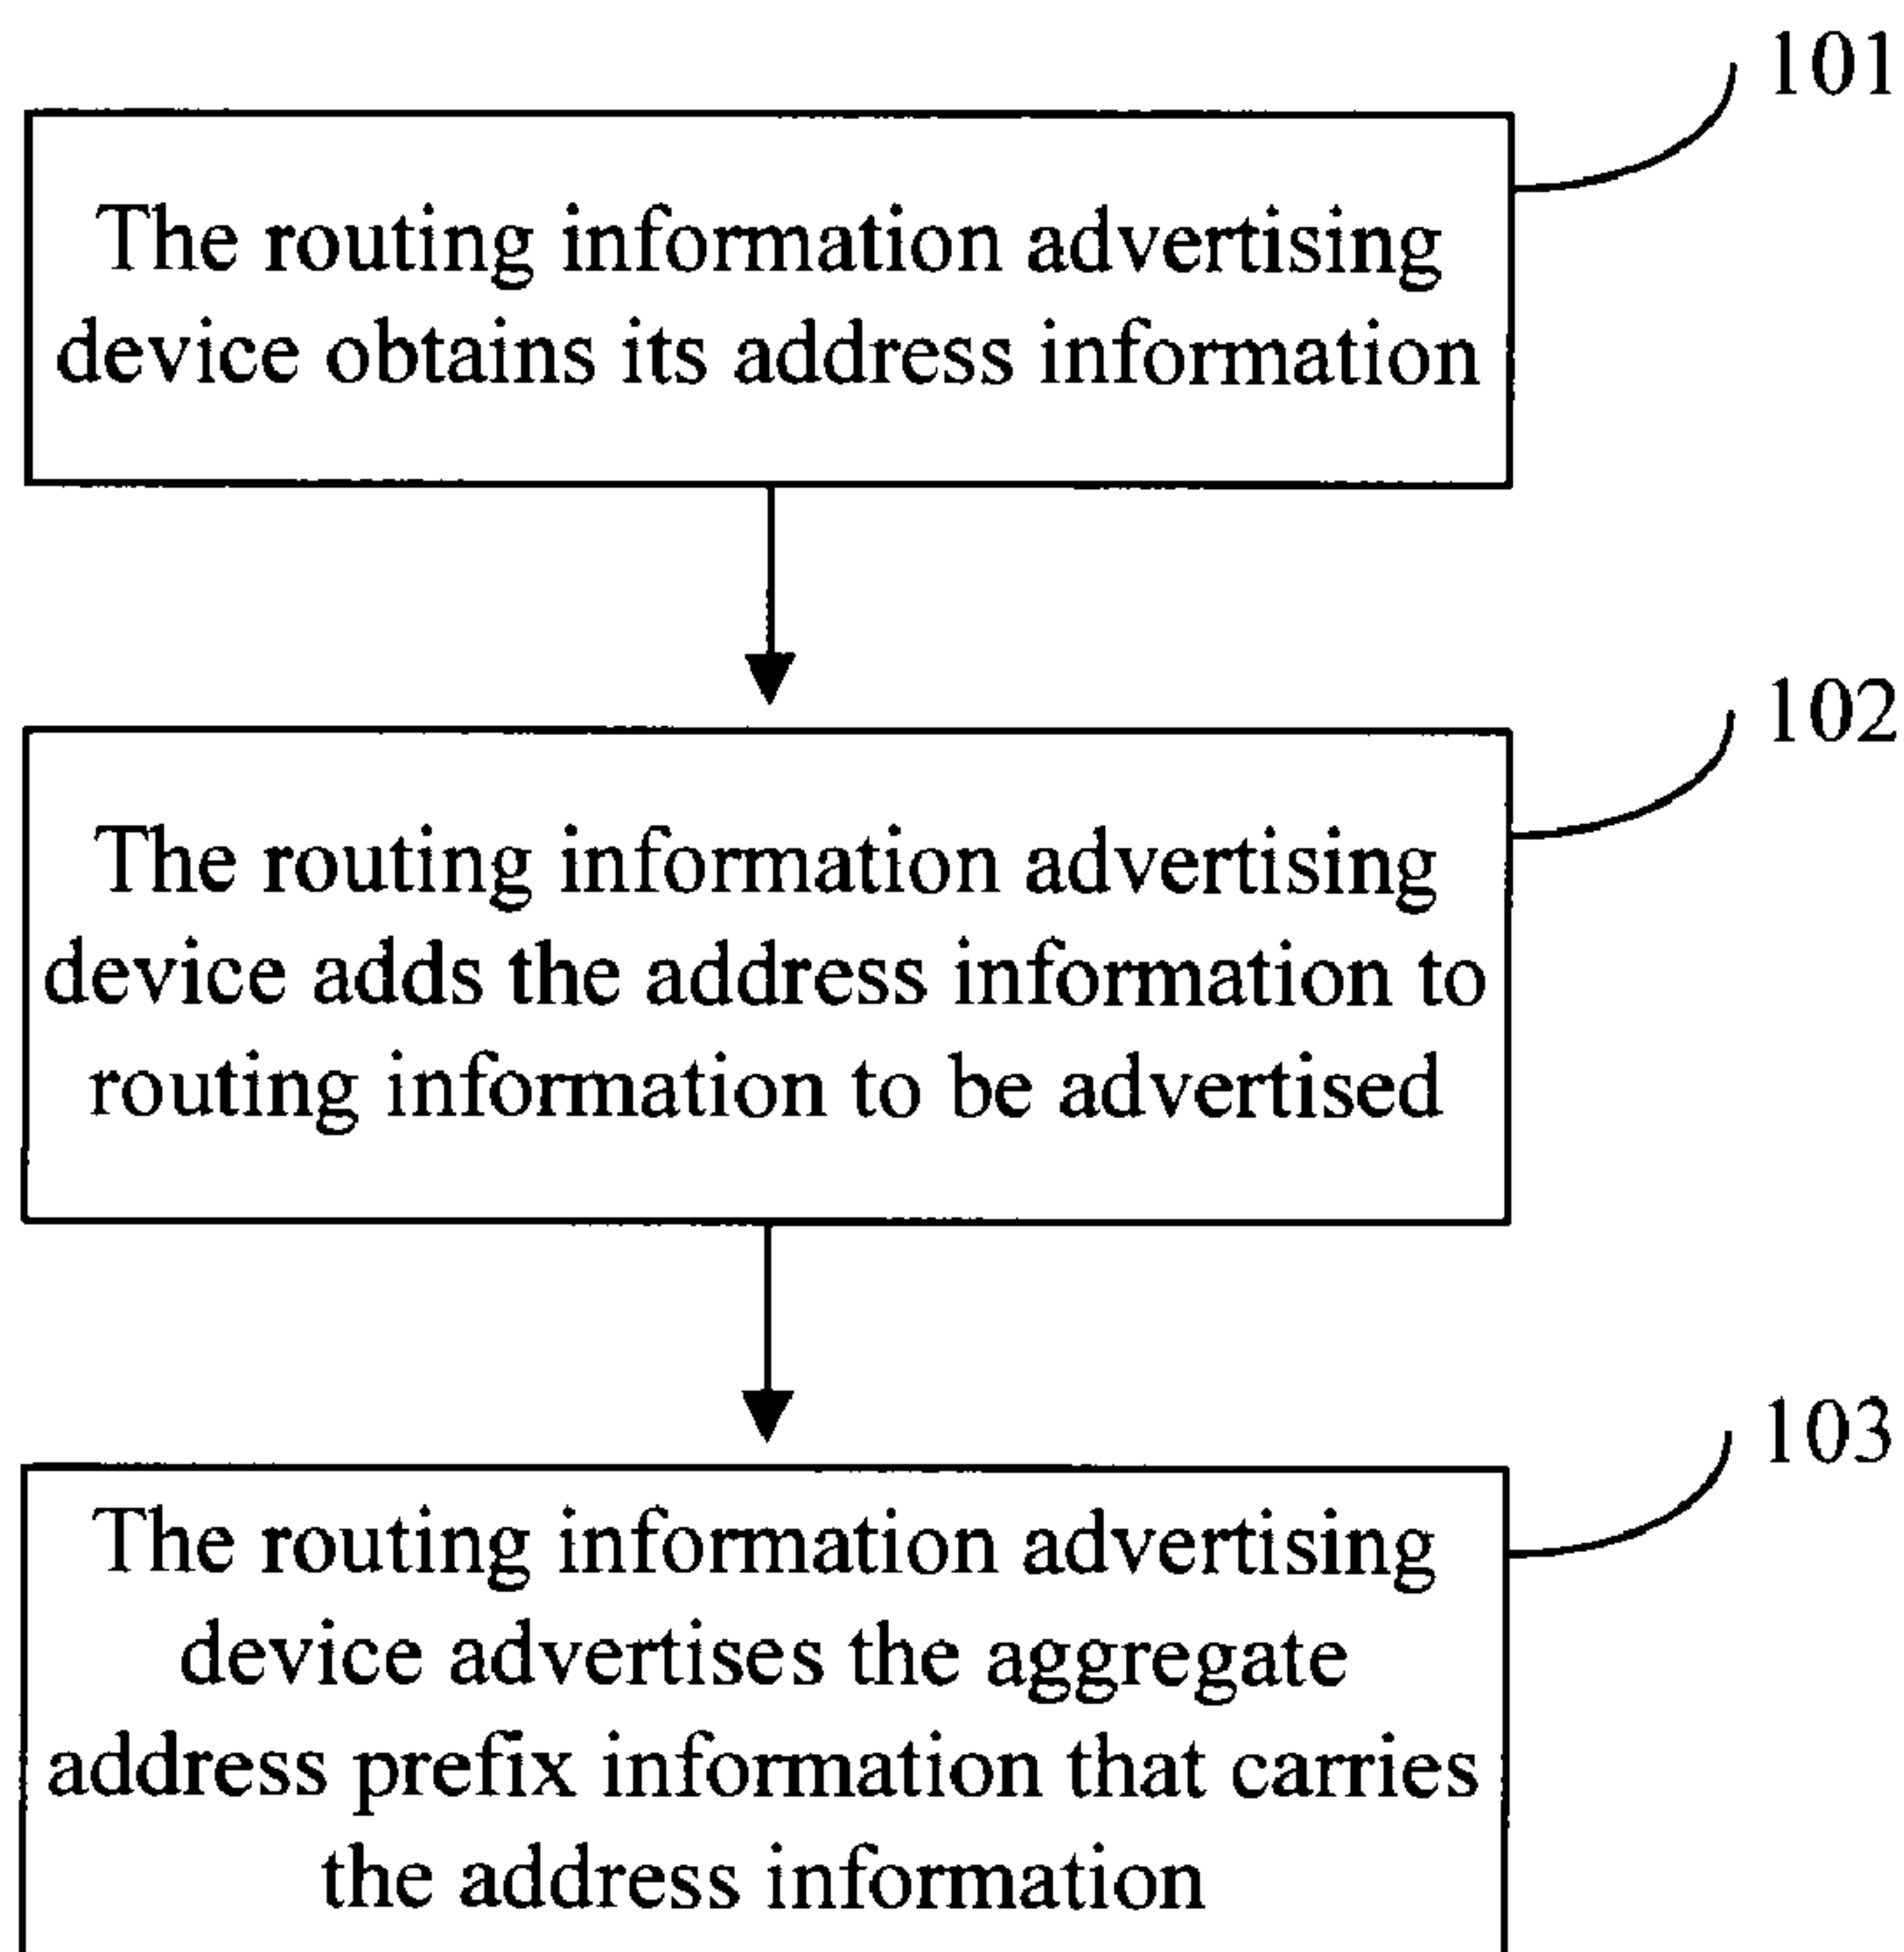 101
The routing information advertising
device obtains its address information
102
The routing information advertising
device adds the address information to
routing information to be advertised
103
The routing information advertising
device advertises the aggregate
address prefix information that carries
the address information